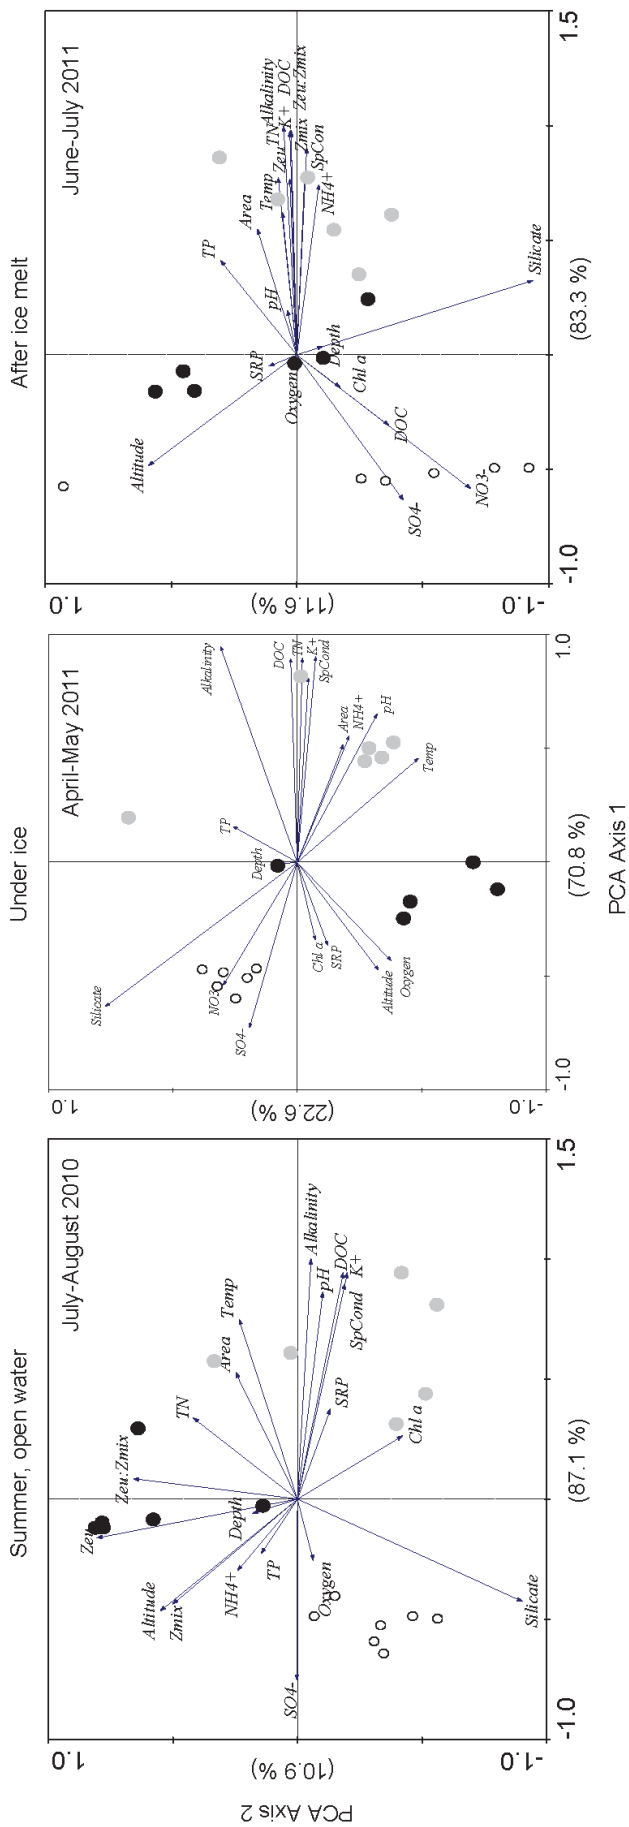 Summer, open water
July-August 2010
PCA Axis 2
(10.9 %)
1.0
-1.0
-1.0
(87.1 %)
1.5
Zeu
Zeu:Zmix
TN
Area
Temp
Altitude
Zmix
NH4+
TP
Depth
Alkalinity
pH
DOC
K+
SpCond
SRP
Chl a
Oxygen
SO4-
Silicate
Under ice
April-May 2011
(22.6 %)
1.0
-1.0
-1.0
(70.8 %)
1.0
PCA Axis 1
Silicate
NO3-
SO4-
Depth
TP
Alkalinity
DOC
TN
K+
SpCond
Area
NH4+
pH
Temp
Chl a
SRP
Altitude
Oxygen
After ice melt
June-July 2011
(11.6 %)
1.0
-1.0
-1.0
(83.3 %)
1.5
Altitude
SRP
Oxygen
pH
TP
Area
Temp
Zeu
TN
Alkalinity
K+
DOC
Zmix
Zeu:Zmix
SpCon
NH4+
Depth
Chl a
DOC
NO3-
SO4-
Silicate